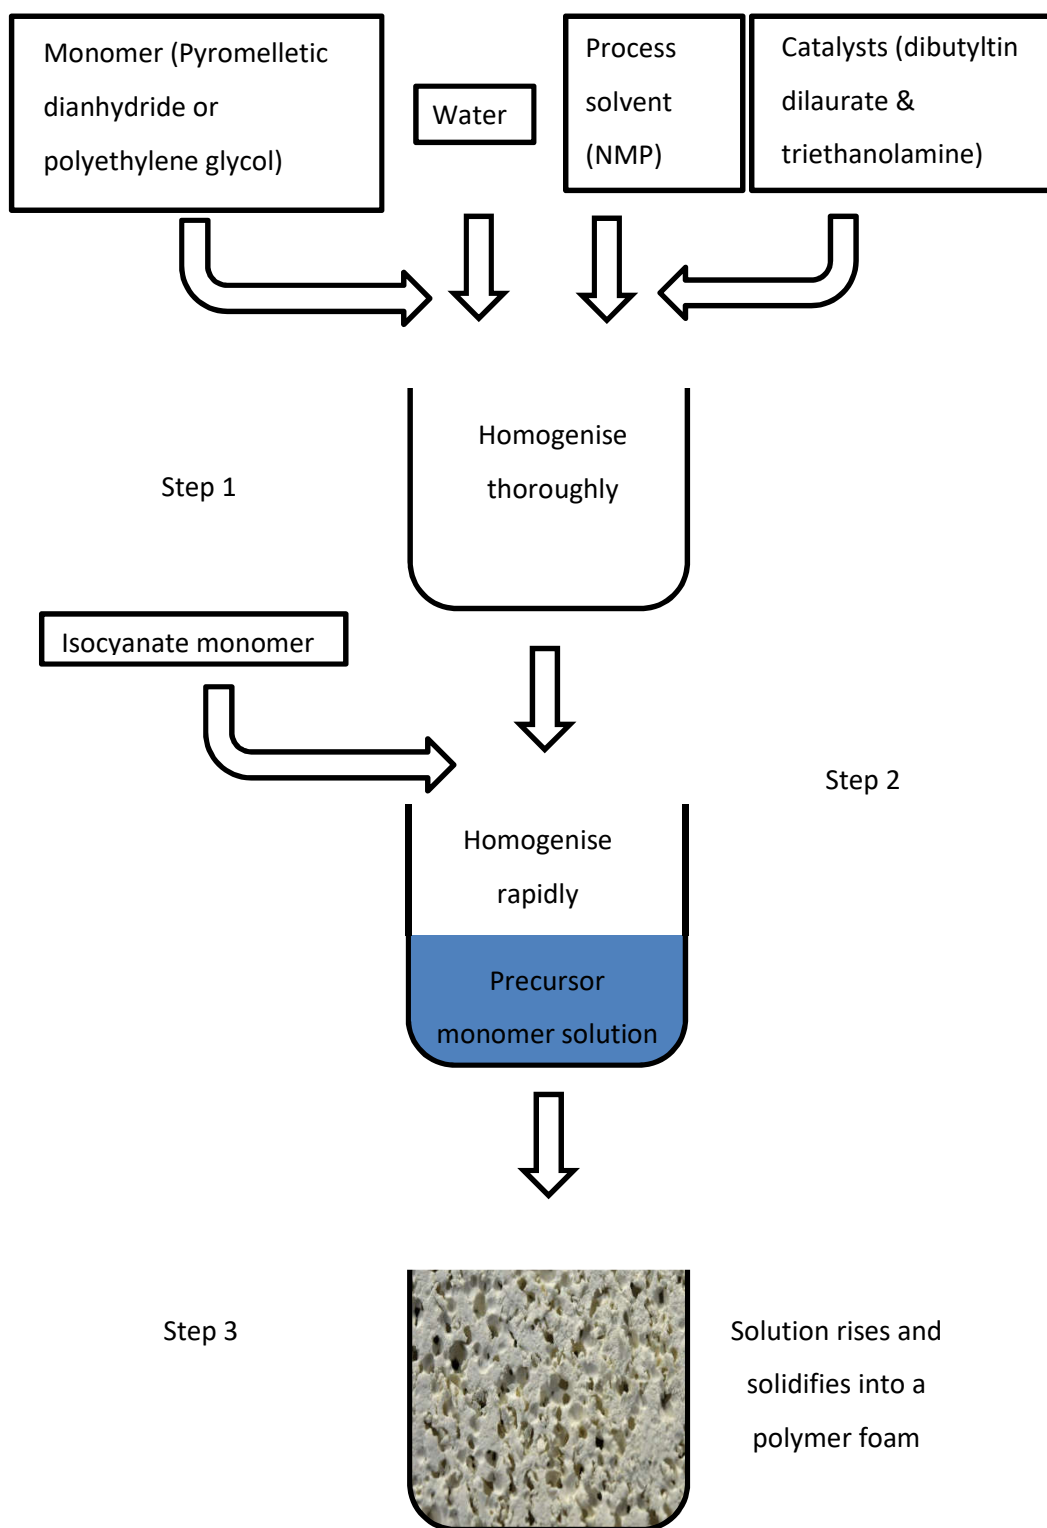 Monomer (Pyromelletic
dianhydride or
polyethylene glycol)
Water
Process
solvent
(NMP)
Catalysts (dibutyltin
dilaurate &
triethanolamine)
Homogenise
thoroughly
Step 1
Isocyanate monomer
Step 2
Homogenise
rapidly
Precursor
monomer solution
Step 3
Solution rises and
solidifies into a
polymer foam